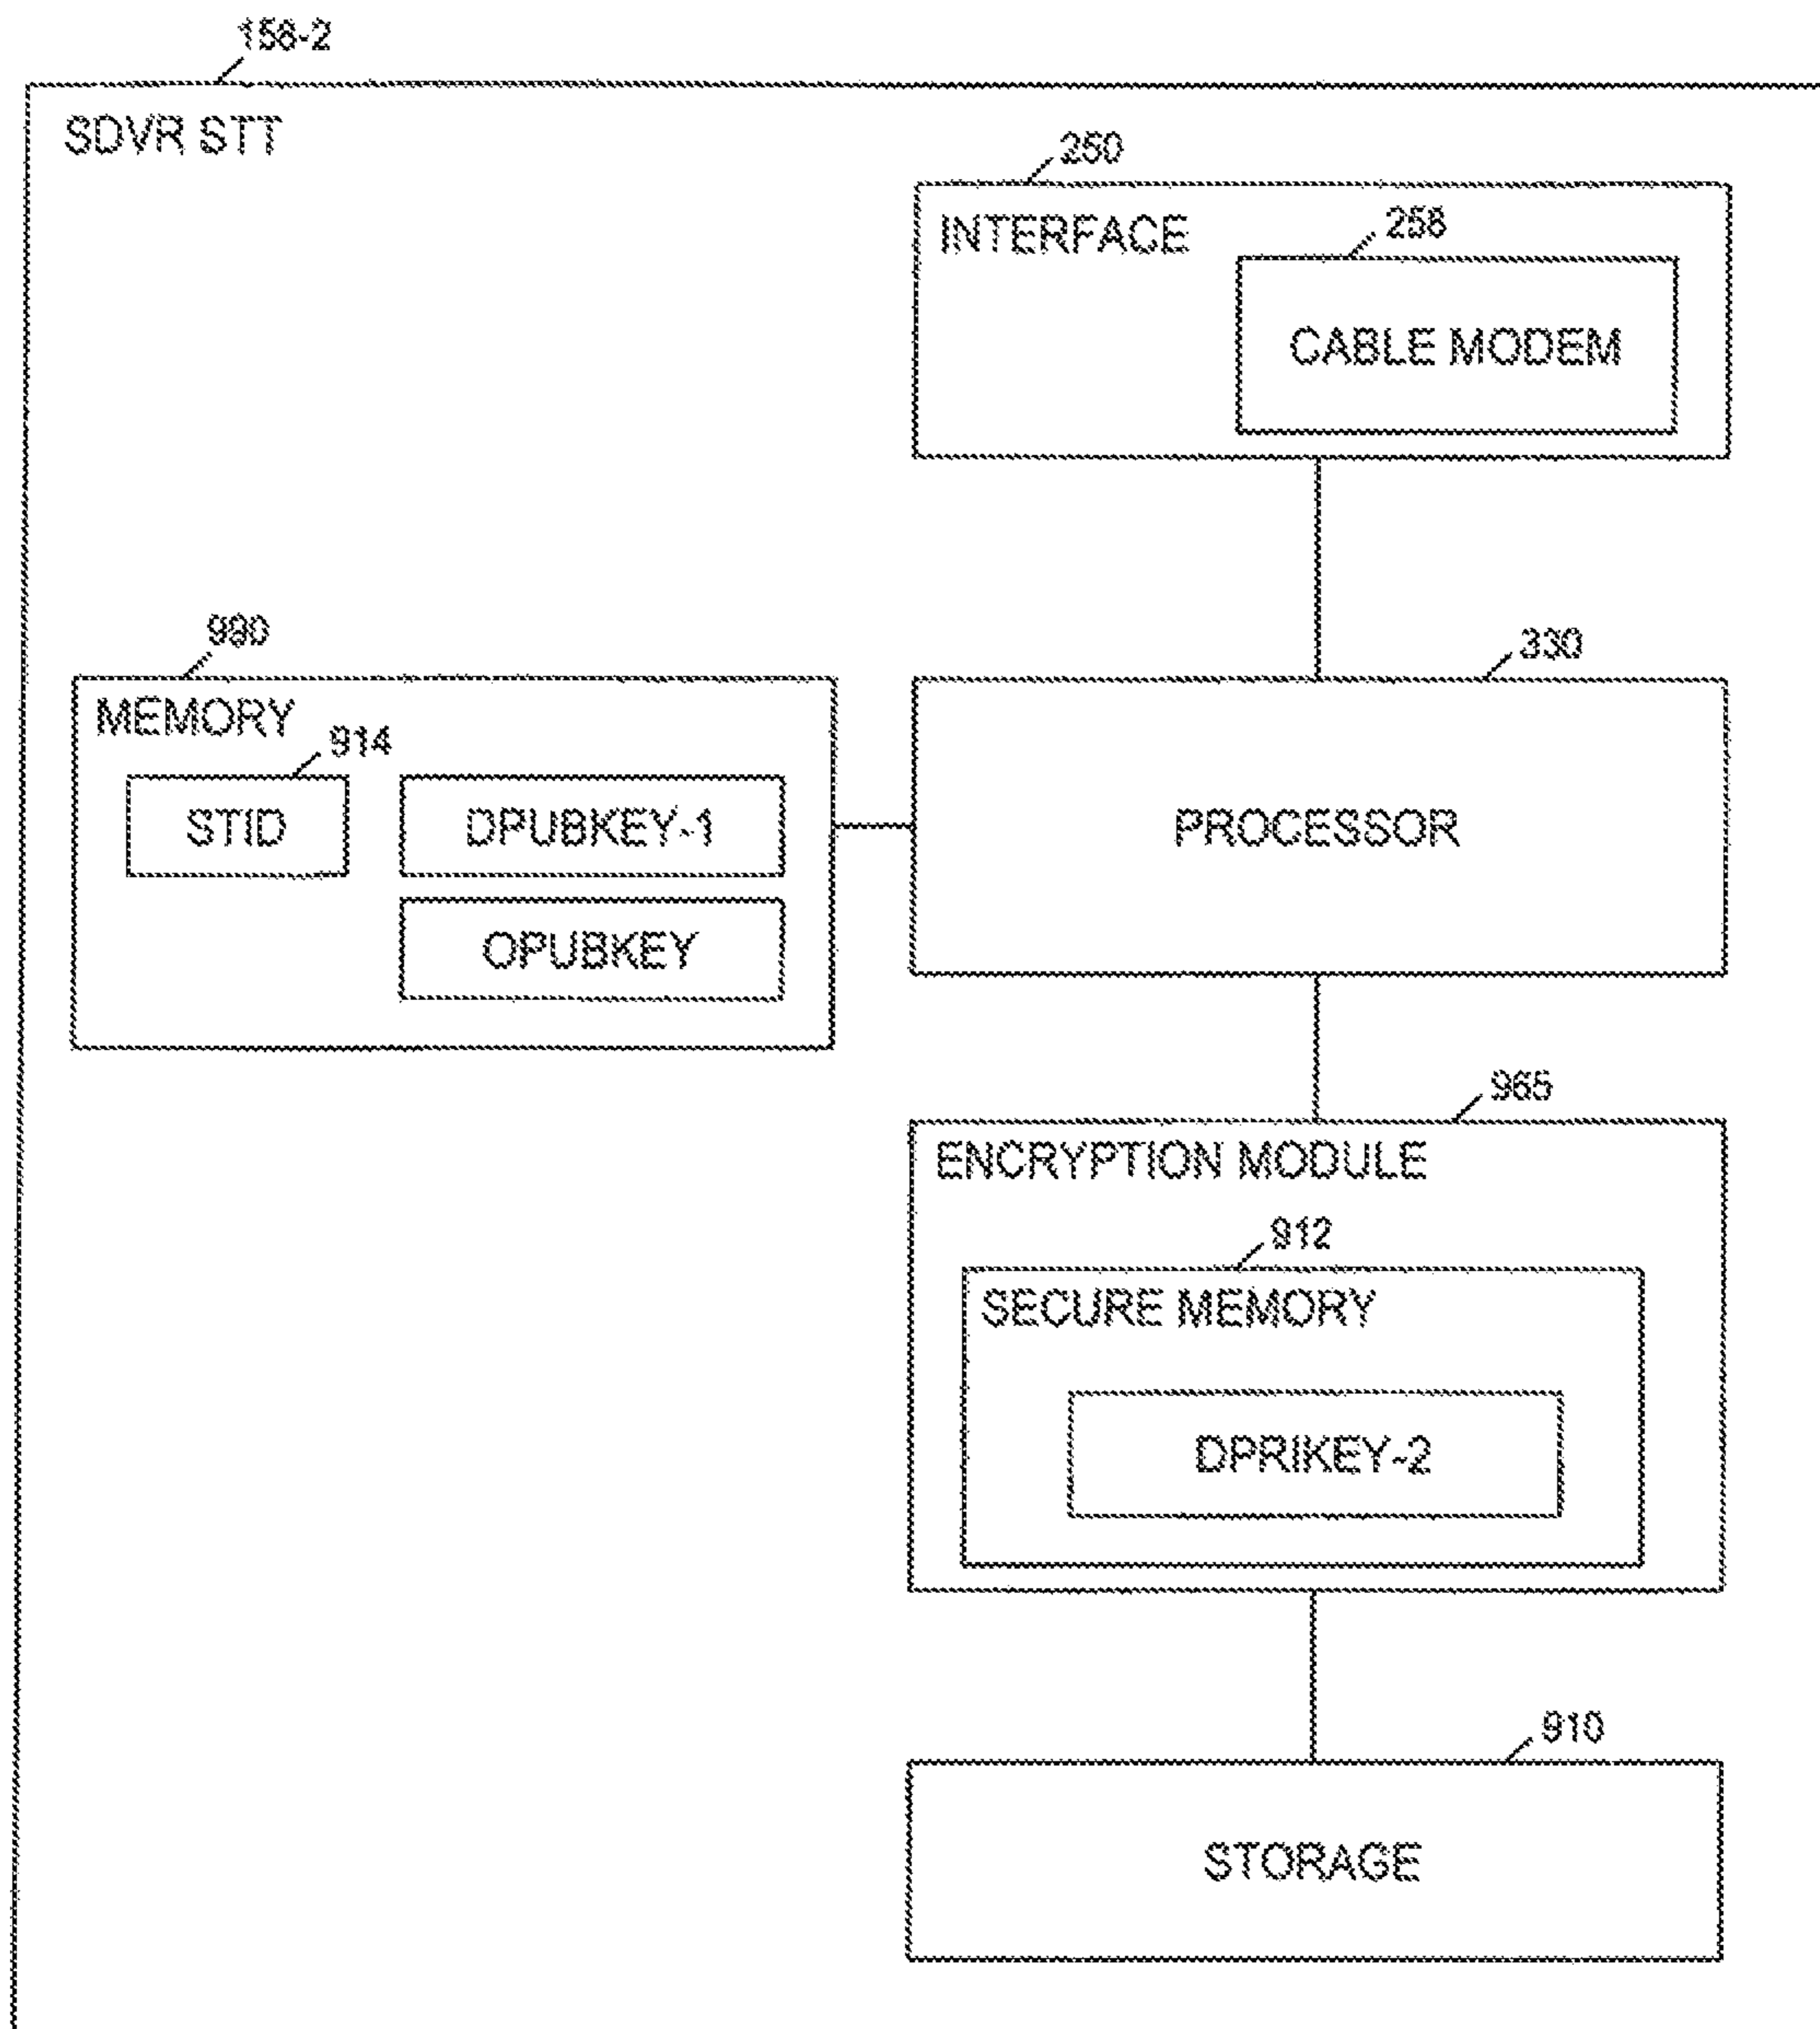 158-2
SDVR STT
250
INTERFACE
258
CABLE MODEM
990
MEMORY
914
STID
DPUBKEY-1
OPUBKEY
330
PROCESSOR
965
ENCRYPTION MODULE
912
SECURE MEMORY
DPRIKEY-2
910
STORAGE